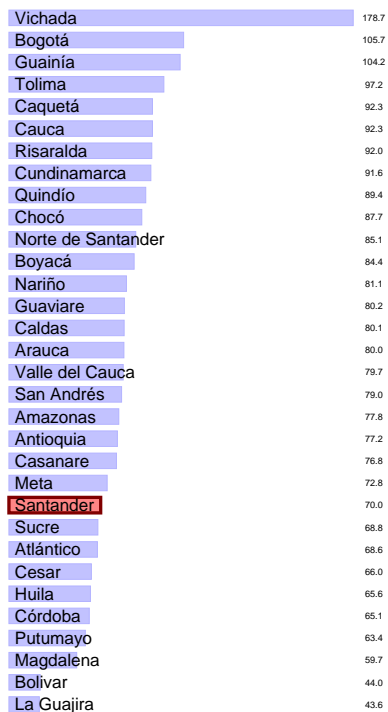 Vichada 178.7
Bogotá 105.7
Guainía 104.2
Tolima 97.2
Caquetá 92.3
Cauca 92.3
Risaralda 92.0
Cundinamarca 91.6
Quindío 89.4
Chocó 87.7
Norte de Santander 85.1
Boyacá 84.4
Nariño 81.1
Guaviare 80.2
Caldas 80.1
Arauca 80.0
Valle del Cauca 79.7
San Andrés 79.0
Amazonas 77.8
Antioquia 77.2
Casanare 76.8
Meta 72.8
Santander 70.0
Sucre 68.8
Atlántico 68.6
Cesar 66.0
Huila 65.6
Córdoba 65.1
Putumayo 63.4
Magdalena 59.7
Bolivar 44.0
La Guajira 43.6